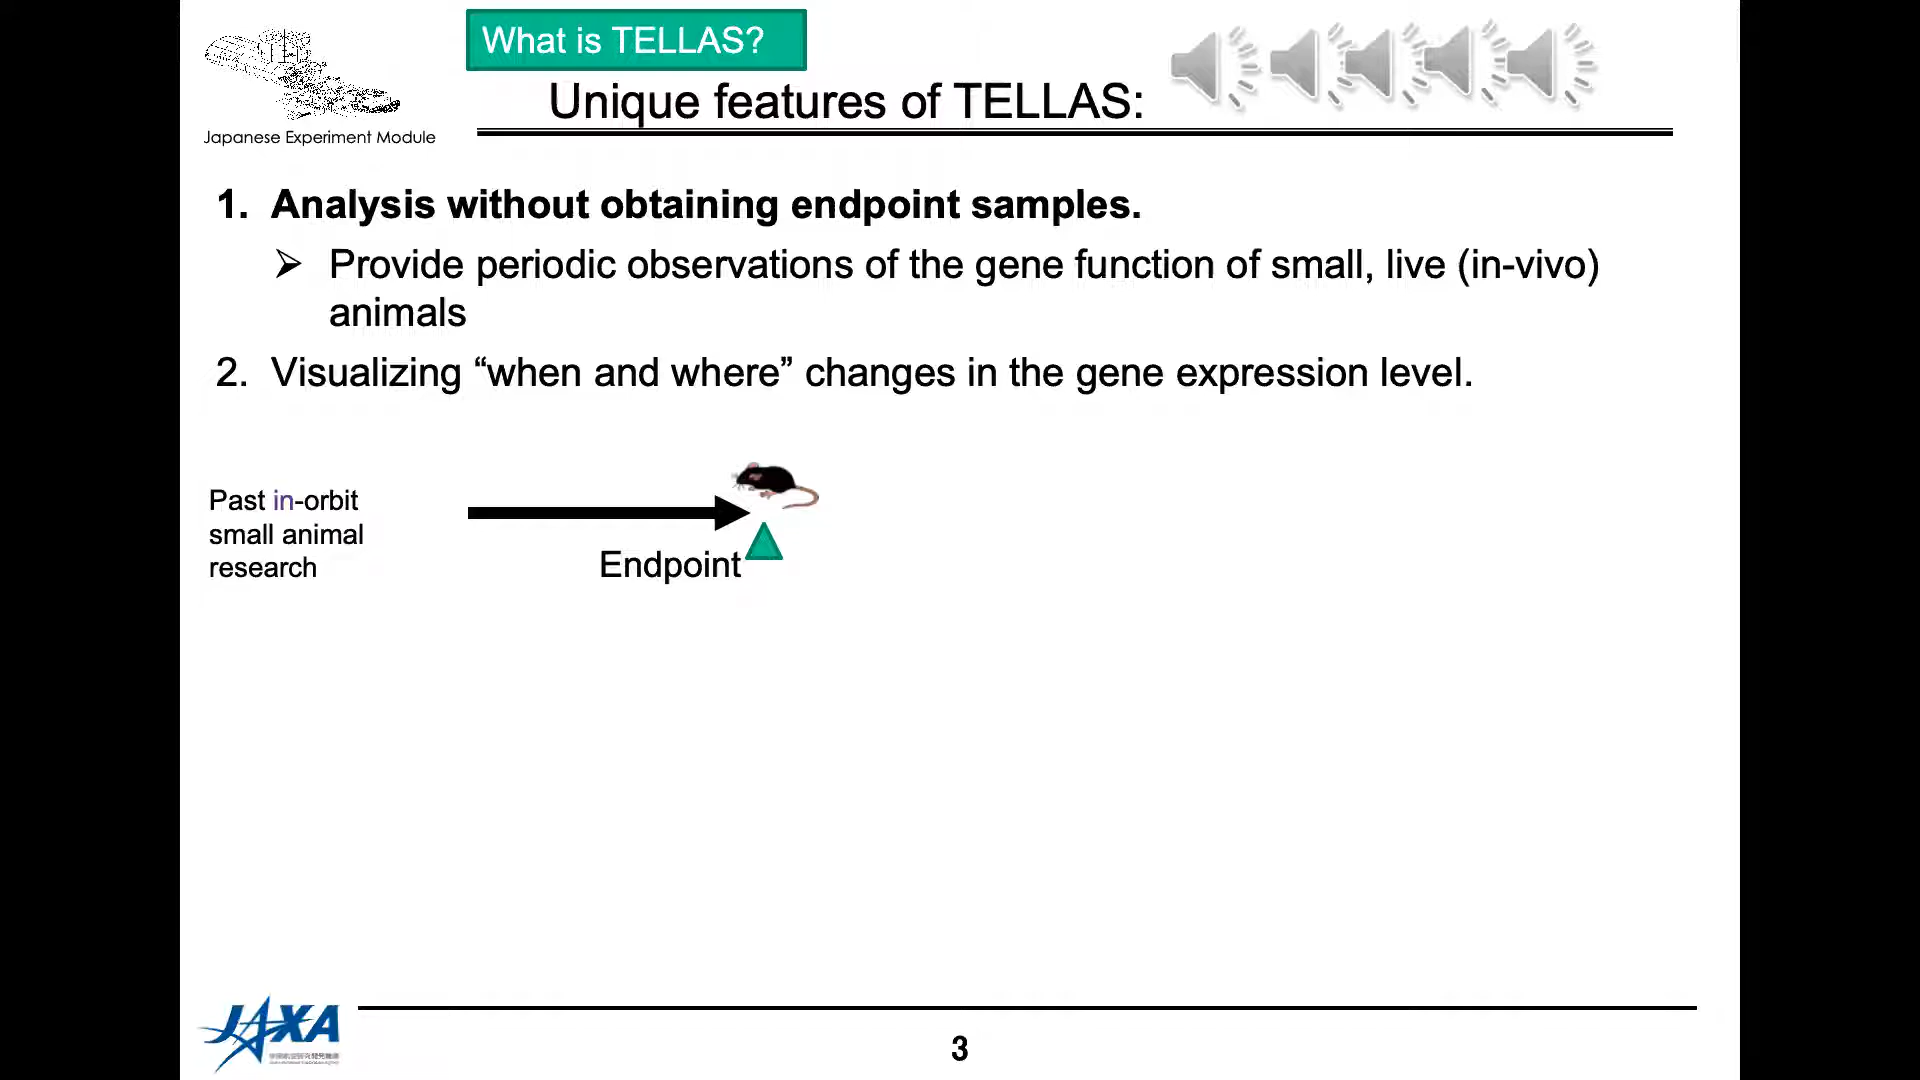 What is TELLAS?
Unique features of TELLAS:
Japanese Experiment Module
1. Analysis without obtaining endpoint samples.
➢ Provide periodic observations of the gene function of small, live (in-vivo)
animals
2. Visualizing “when and where” changes in the gene expression level.
Past in-orbit
small animal
research
Endpoint
JAXA
3